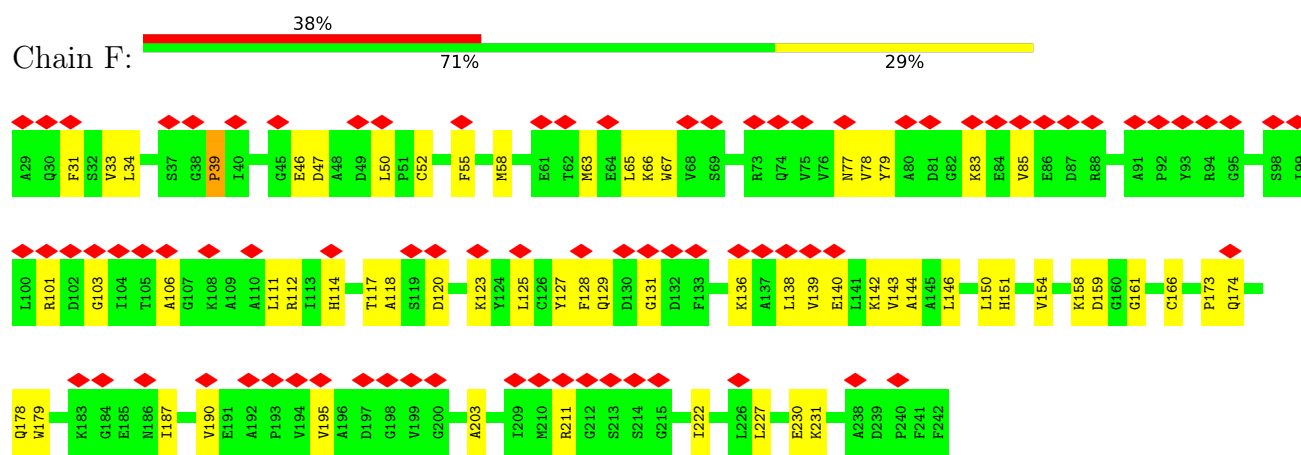 38%
Chain F:
71% 29%
A29 Q30 F31 S32 V33 L34 S37 G38 P39 I40 G45 E46 D47 A48 D49 L50 P51 C52 F55 M58 E61 T62 M63 E64 L65 K66 W67 V68 S69 R73 Q74 V75 V76 N77 V78 Y79 A80 D81 G82 K83 E84 V85 E86 D87 R88 A91 P92 Y93 R94 G95 S98 I99
L100 R101 D102 G103 I104 T105 A106 G107 K108 A109 A110 L111 R112 I113 H114 T117 A118 S119 D120 K123 Y124 L125 C126 Y127 F128 Q129 D130 G131 D132 F133 K136 A137 L138 V139 E140 L141 K142 V143 A144 A145 L146 L150 H151 V154 K158 D159 G160 G161 C166 P173 Q174
Q178 W179 K183 G184 E185 N186 I187 V190 E191 A192 P193 V194 V195 A196 D197 G198 V199 G200 A203 I209 M210 R211 G212 S213 S214 G215 I222 L226 L227 E230 K231 A238 D239 P240 F241 F242